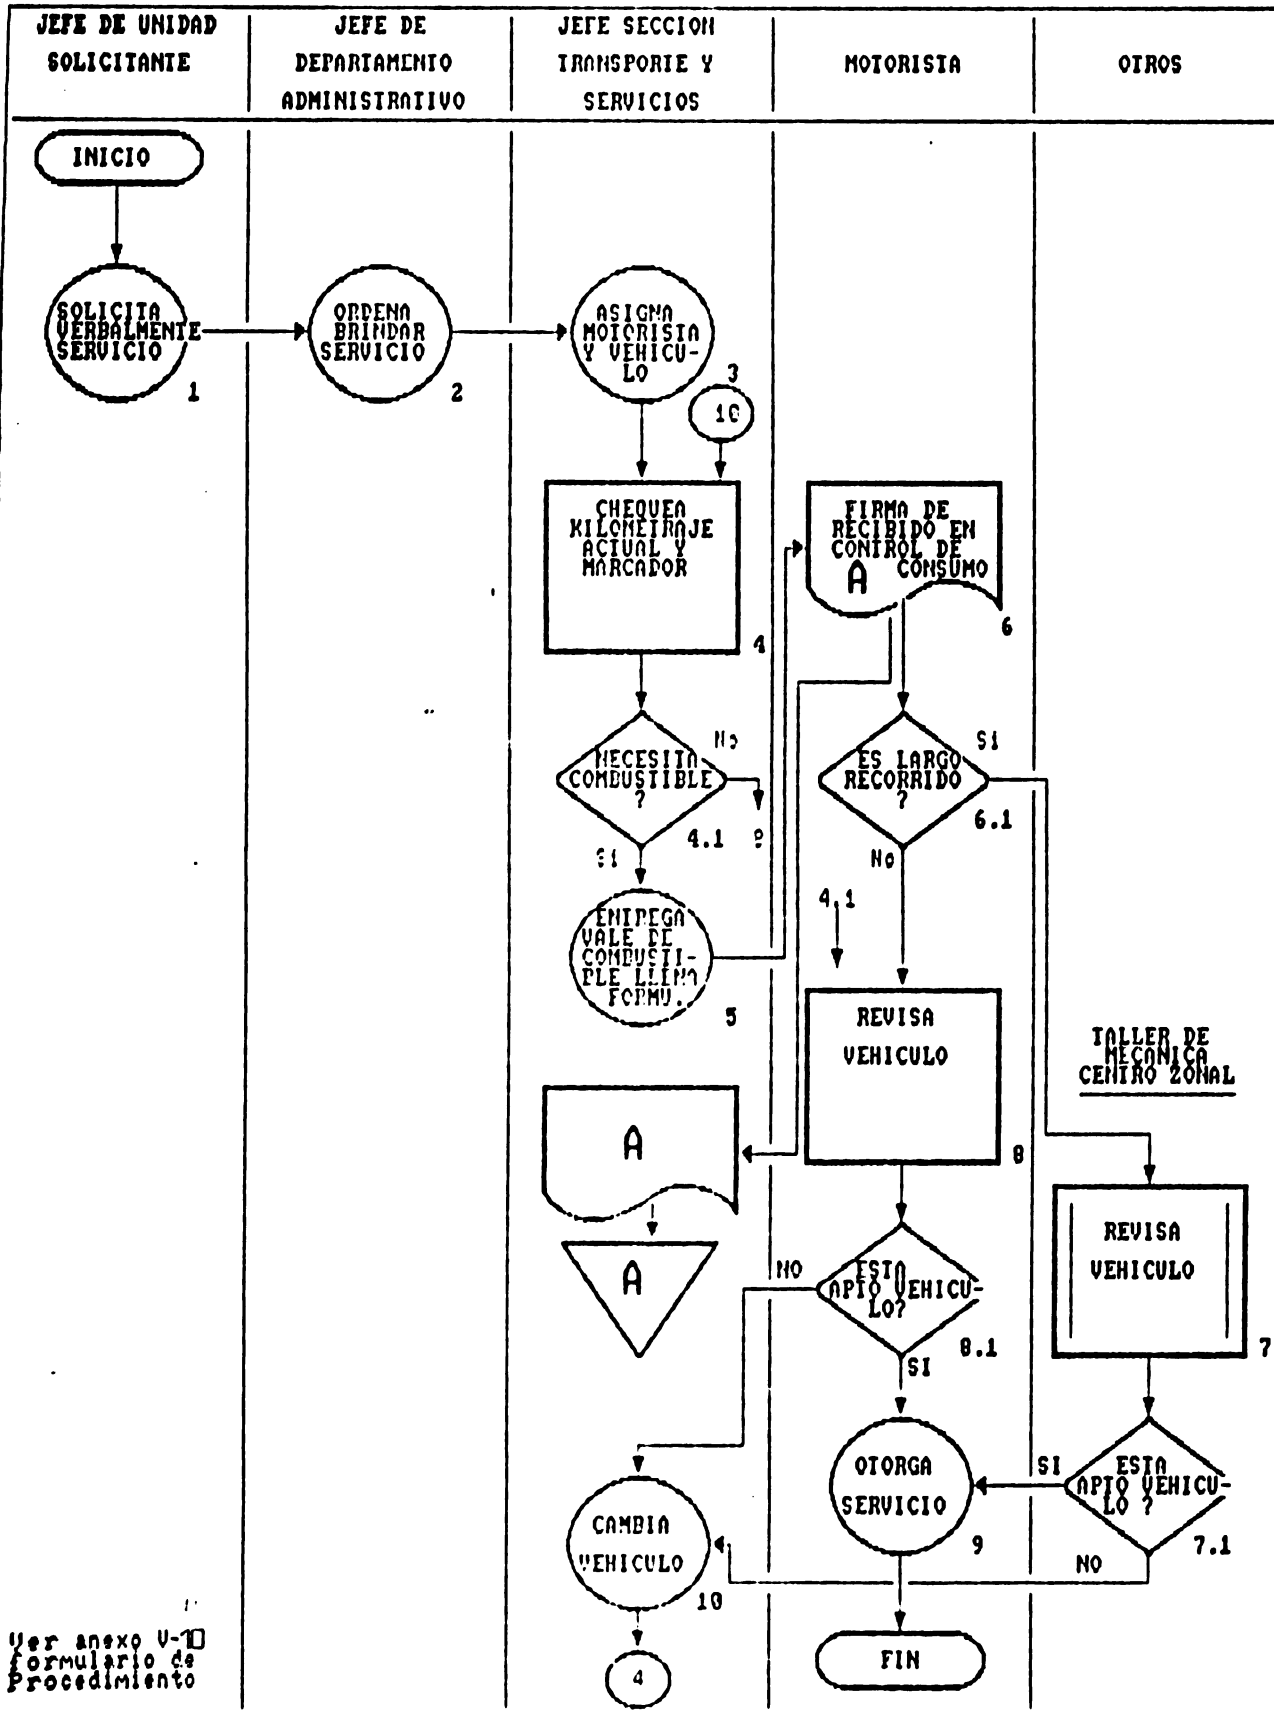 JEFE DE UNIDAD
SOLICITANTE
JEFE DE
DEPARTAMENTO
ADMINISTRATIVO
JEFE SECCION
TRANSPORTE Y
SERVICIOS
MOTORISTA
OTROS
INICIO
SOLICITA
VERBALMENTE
SERVICIO
1
ORDENA
BRINDAR
SERVICIO
2
ASIGNA
MOTORISTA
Y VEHICU-
LO
3
10
CHEQUEA
KILOMETRAJE
ACTUAL Y
MARCADOR
4
FIRMA DE
RECIBIDO EN
CONTROL DE
CONSUMO
A
6
NECESITA
COMBUSTIBLE
?
No
4.1
8
Si
ES LARGO
RECORRIDO
?
Si
6.1
No
ENTREGA
VALE DE
COMBUSTI-
BLE LLENA
FORMU.
5
4.1
REVISA
VEHICULO
8
TALLER DE
MECANICA
CENTRO ZONAL
A
A
REVISA
VEHICULO
7
ESTA
APTO VEHICU-
LO?
NO
8.1
SI
OTORGA
SERVICIO
9
ESTA
APTO VEHICU-
LO ?
SI
7.1
NO
CAMBIA
VEHICULO
10
4
FIN
Ver anexo V-10
formulario de
Procedimiento